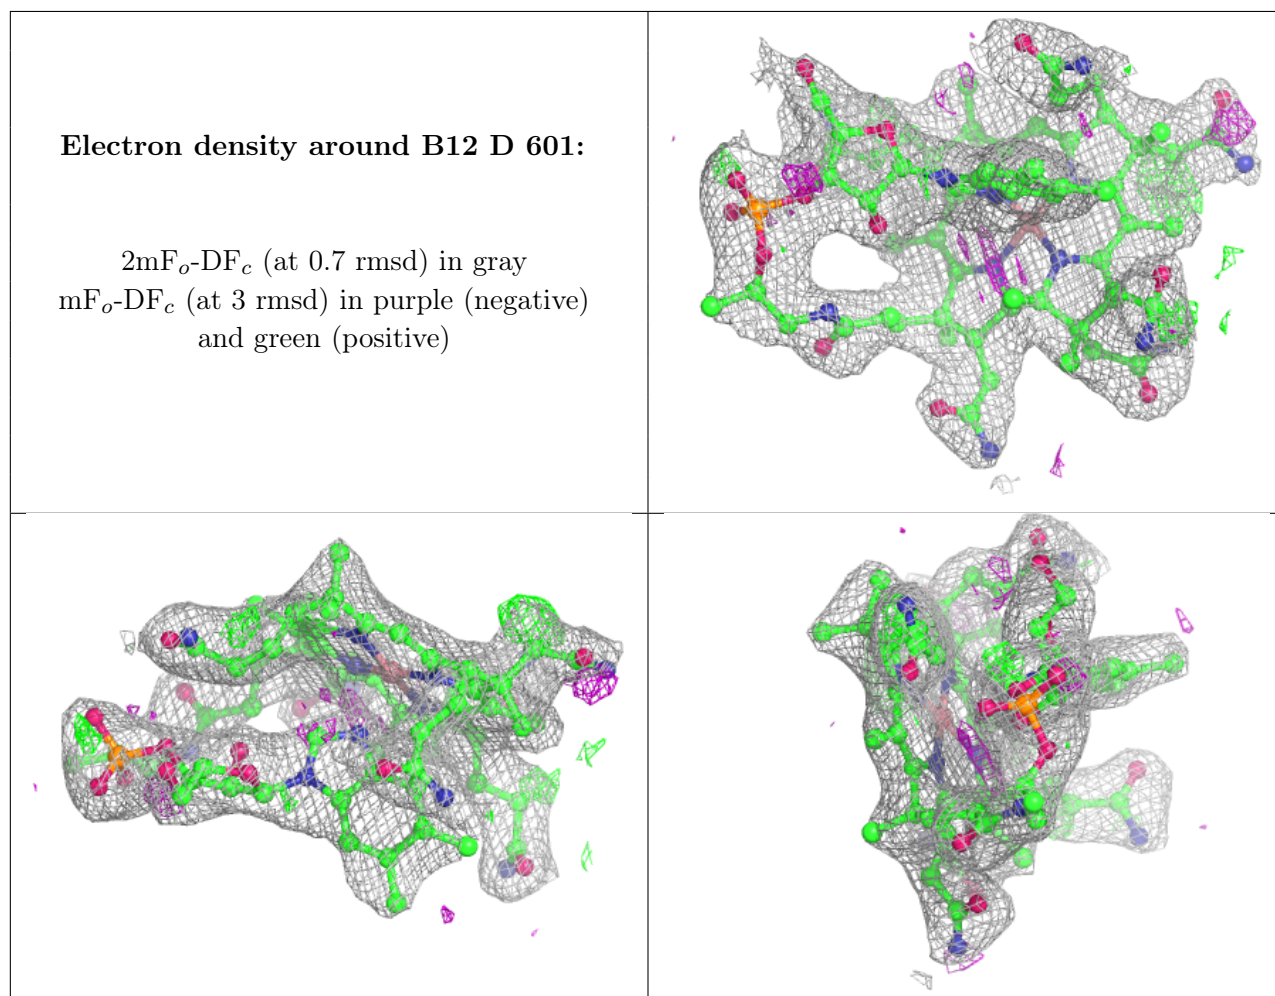 Electron density around B12 D 601:
2mFₒ-DF𝒸 (at 0.7 rmsd) in gray
mFₒ-DF𝒸 (at 3 rmsd) in purple (negative)
and green (positive)